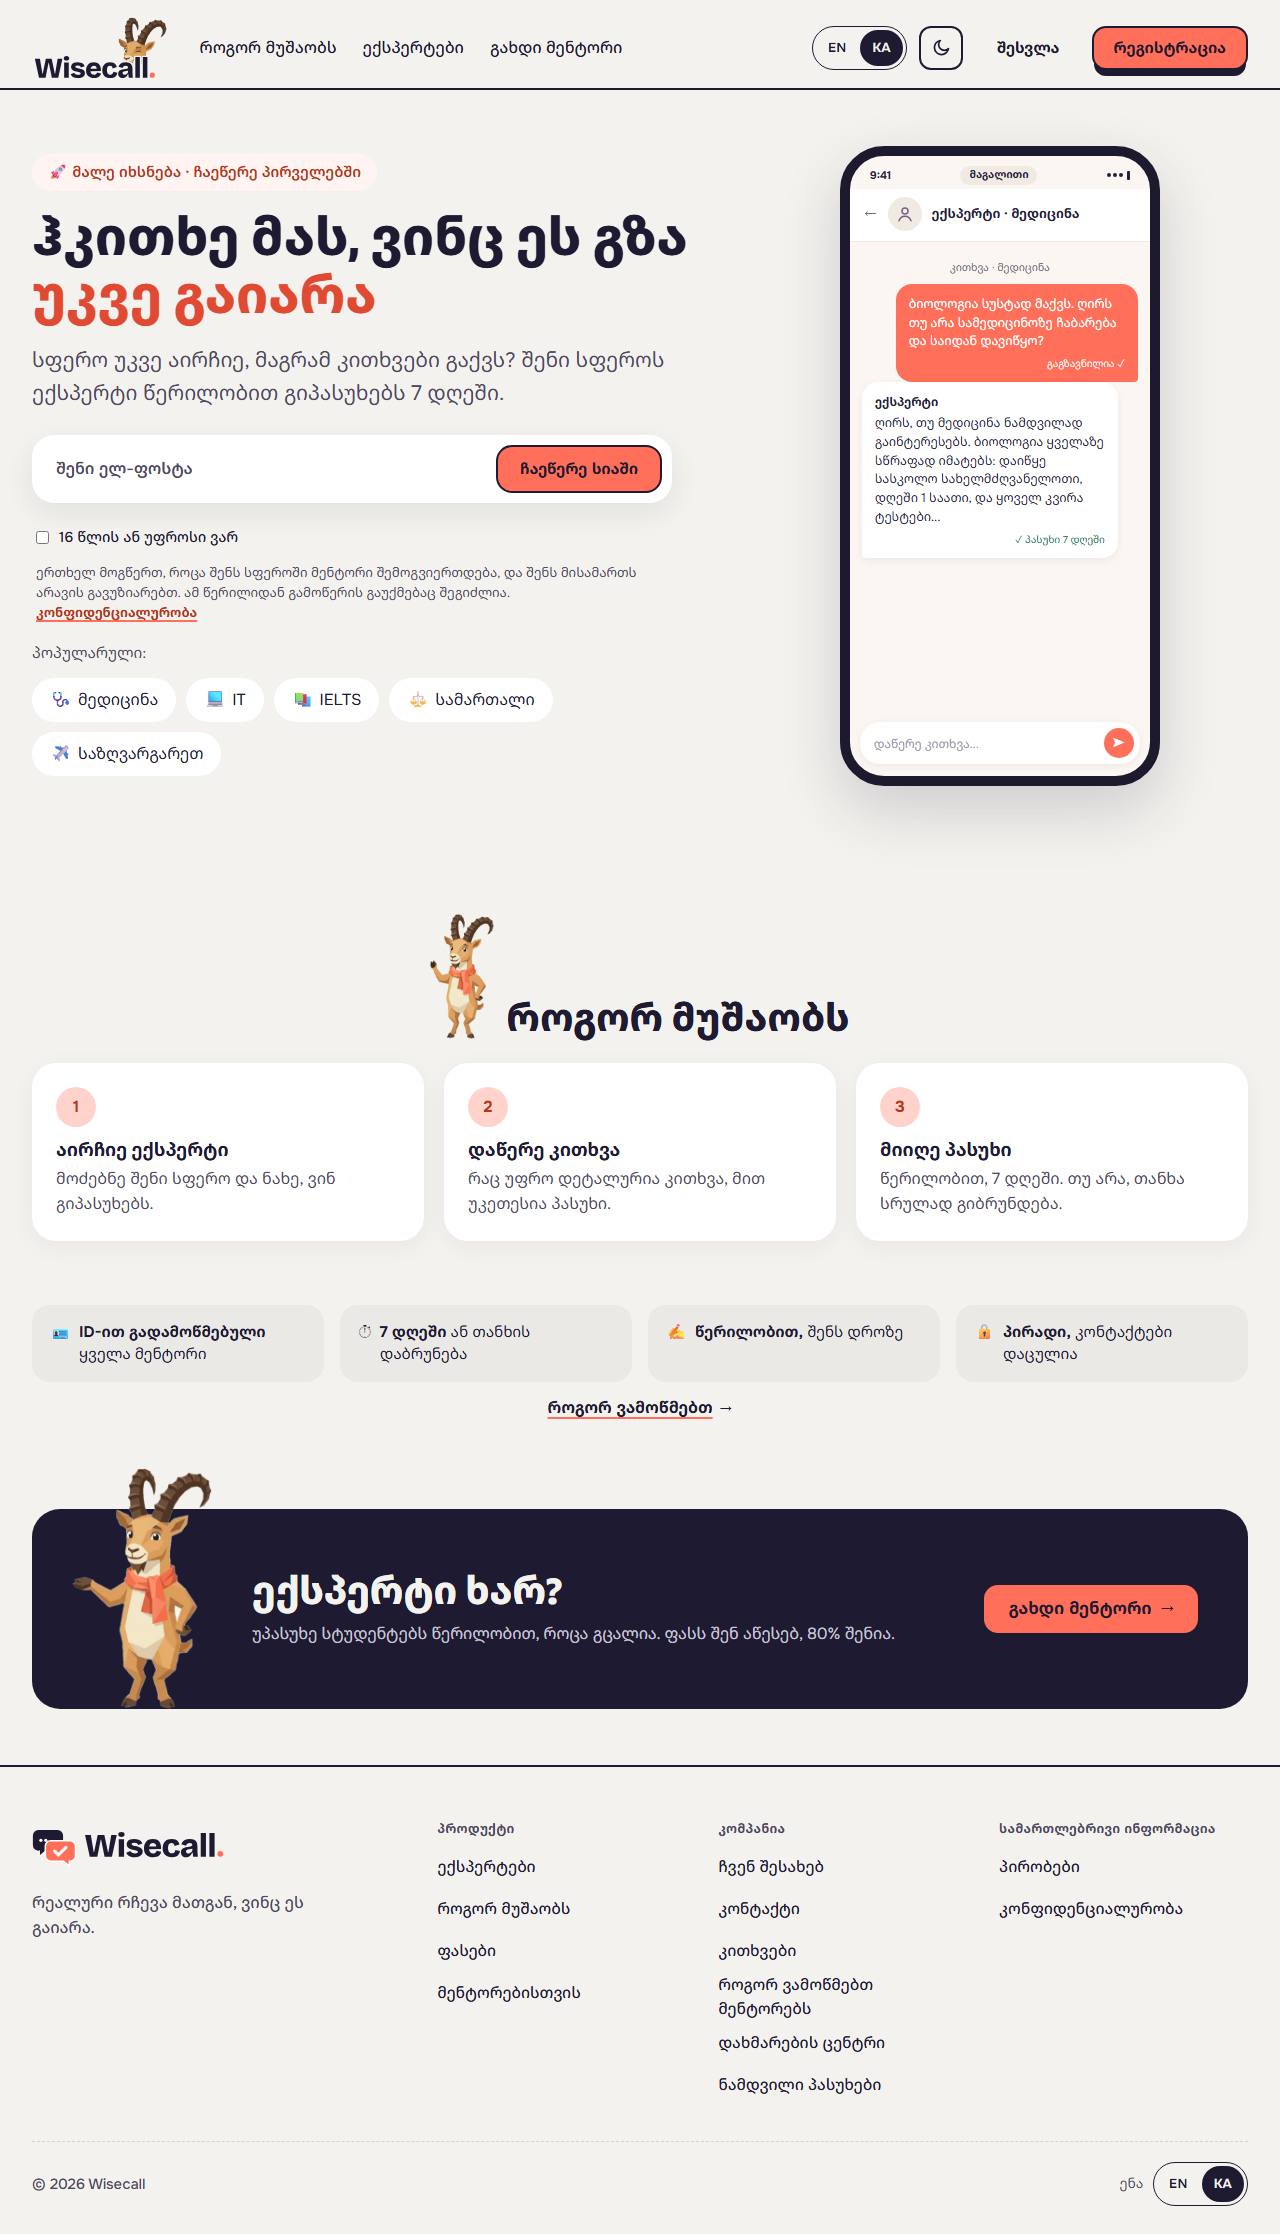 Wisecall.
როგორ მუშაობს
ექსპერტები
გახდი მენტორი
EN
KA
შესვლა
რეგისტრაცია
🚀 მალე იხსნება · ჩაეწერე პირველებში
ჰკითხე მას, ვინც ეს გზა
უკვე გაიარა
სფერო უკვე აირჩიე, მაგრამ კითხვები გაქვს? შენი სფეროს
ექსპერტი წერილობით გიპასუხებს 7 დღეში.
შენი ელ-ფოსტა
ჩაეწერე სიაში
16 წლის ან უფროსი ვარ
ერთხელ მოგწერთ, როცა შენს სფეროში მენტორი შემოგვიერთდება, და შენს მისამართს
არავის გავუზიარებთ. ამ წერილიდან გამოწერის გაუქმებაც შეგიძლია.
კონფიდენციალურობა
პოპულარული:
მედიცინა
IT
IELTS
სამართალი
საზღვარგარეთ
9:41
მაგალითი
← ექსპერტი · მედიცინა
კითხვა · მედიცინა
ბიოლოგია სუსტად მაქვს. ღირს
თუ არა სამედიცინოზე ჩაბარება
და საიდან დავიწყო?
გაგზავნილია ✓
ექსპერტი
ღირს, თუ მედიცინა ნამდვილად
გაინტერესებს. ბიოლოგია ყველაზე
სწრაფად იმატებს: დაიწყე
სასკოლო სახელმძღვანელოთი,
დღეში 1 საათი, და ყოველ კვირა
ტესტები...
✓ პასუხი 7 დღეში
დაწერე კითხვა...
როგორ მუშაობს
1
აირჩიე ექსპერტი
მოძებნე შენი სფერო და ნახე, ვინ
გიპასუხებს.
2
დაწერე კითხვა
რაც უფრო დეტალურია კითხვა, მით
უკეთესია პასუხი.
3
მიიღე პასუხი
წერილობით, 7 დღეში. თუ არა, თანხა
სრულად გიბრუნდება.
ID-ით გადამოწმებული
ყველა მენტორი
7 დღეში ან თანხის
დაბრუნება
წერილობით, შენს დროზე
პირადი, კონტაქტები
დაცულია
როგორ ვამოწმებთ →
ექსპერტი ხარ?
უპასუხე სტუდენტებს წერილობით, როცა გცალია. ფასს შენ აწესებ, 80% შენია.
გახდი მენტორი →
Wisecall.
რეალური რჩევა მათგან, ვინც ეს
გაიარა.
პროდუქტი
ექსპერტები
როგორ მუშაობს
ფასები
მენტორებისთვის
კომპანია
ჩვენ შესახებ
კონტაქტი
კითხვები
როგორ ვამოწმებთ
მენტორებს
დახმარების ცენტრი
ნამდვილი პასუხები
სამართლებრივი ინფორმაცია
პირობები
კონფიდენციალურობა
© 2026 Wisecall
ენა
EN
KA